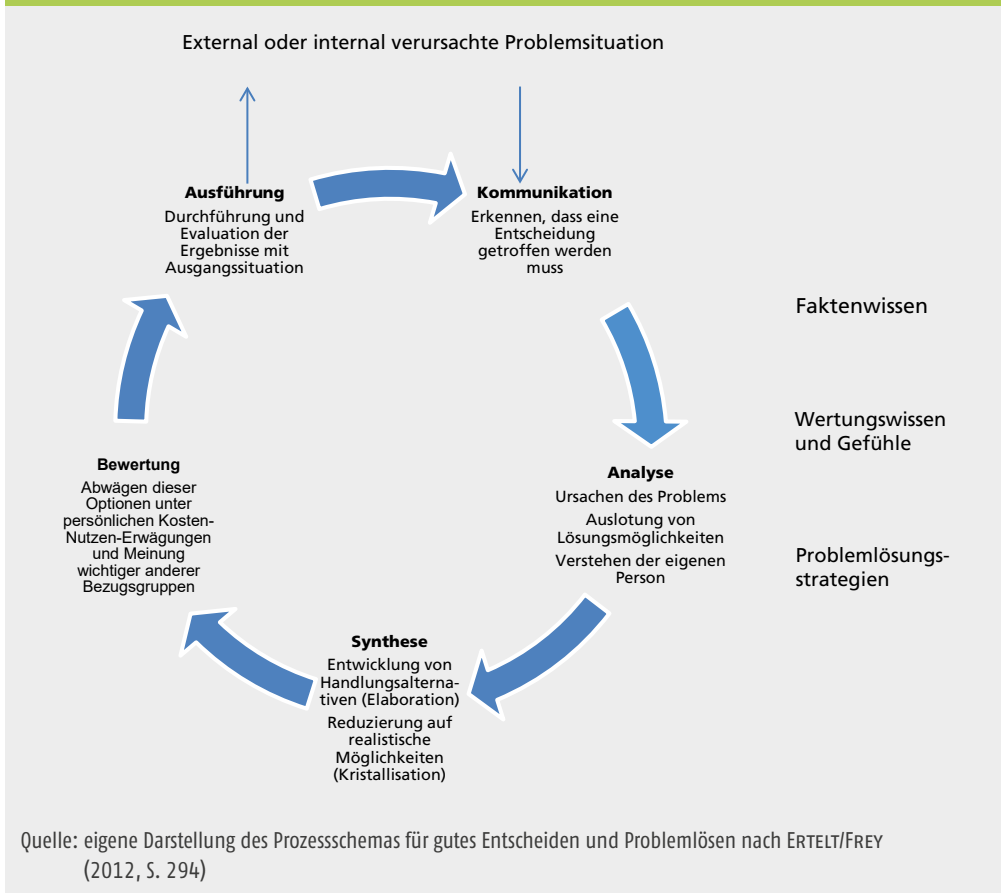 External oder internal verursachte Problemsituation
Ausführung
Durchführung und
Evaluation der
Ergebnisse mit
Ausgangssituation
Kommunikation
Erkennen, dass eine
Entscheidung
getroffen werden
muss
Faktenwissen
Wertungswissen
und Gefühle
Problemlösungs-
strategien
Analyse
Ursachen des Problems
Auslotung von
Lösungsmöglichkeiten
Verstehen der eigenen
Person
Synthese
Entwicklung von
Handlungsalterna-
tiven (Elaboration)
Reduzierung auf
realistische
Möglichkeiten
(Kristallisation)
Bewertung
Abwägen dieser
Optionen unter
persönlichen Kosten-
Nutzen-Erwägungen
und Meinung
wichtiger anderer
Bezugsgruppen
Quelle: eigene Darstellung des Prozessschemas für gutes Entscheiden und Problemlösen nach ERTELT/FREY
(2012, S. 294)